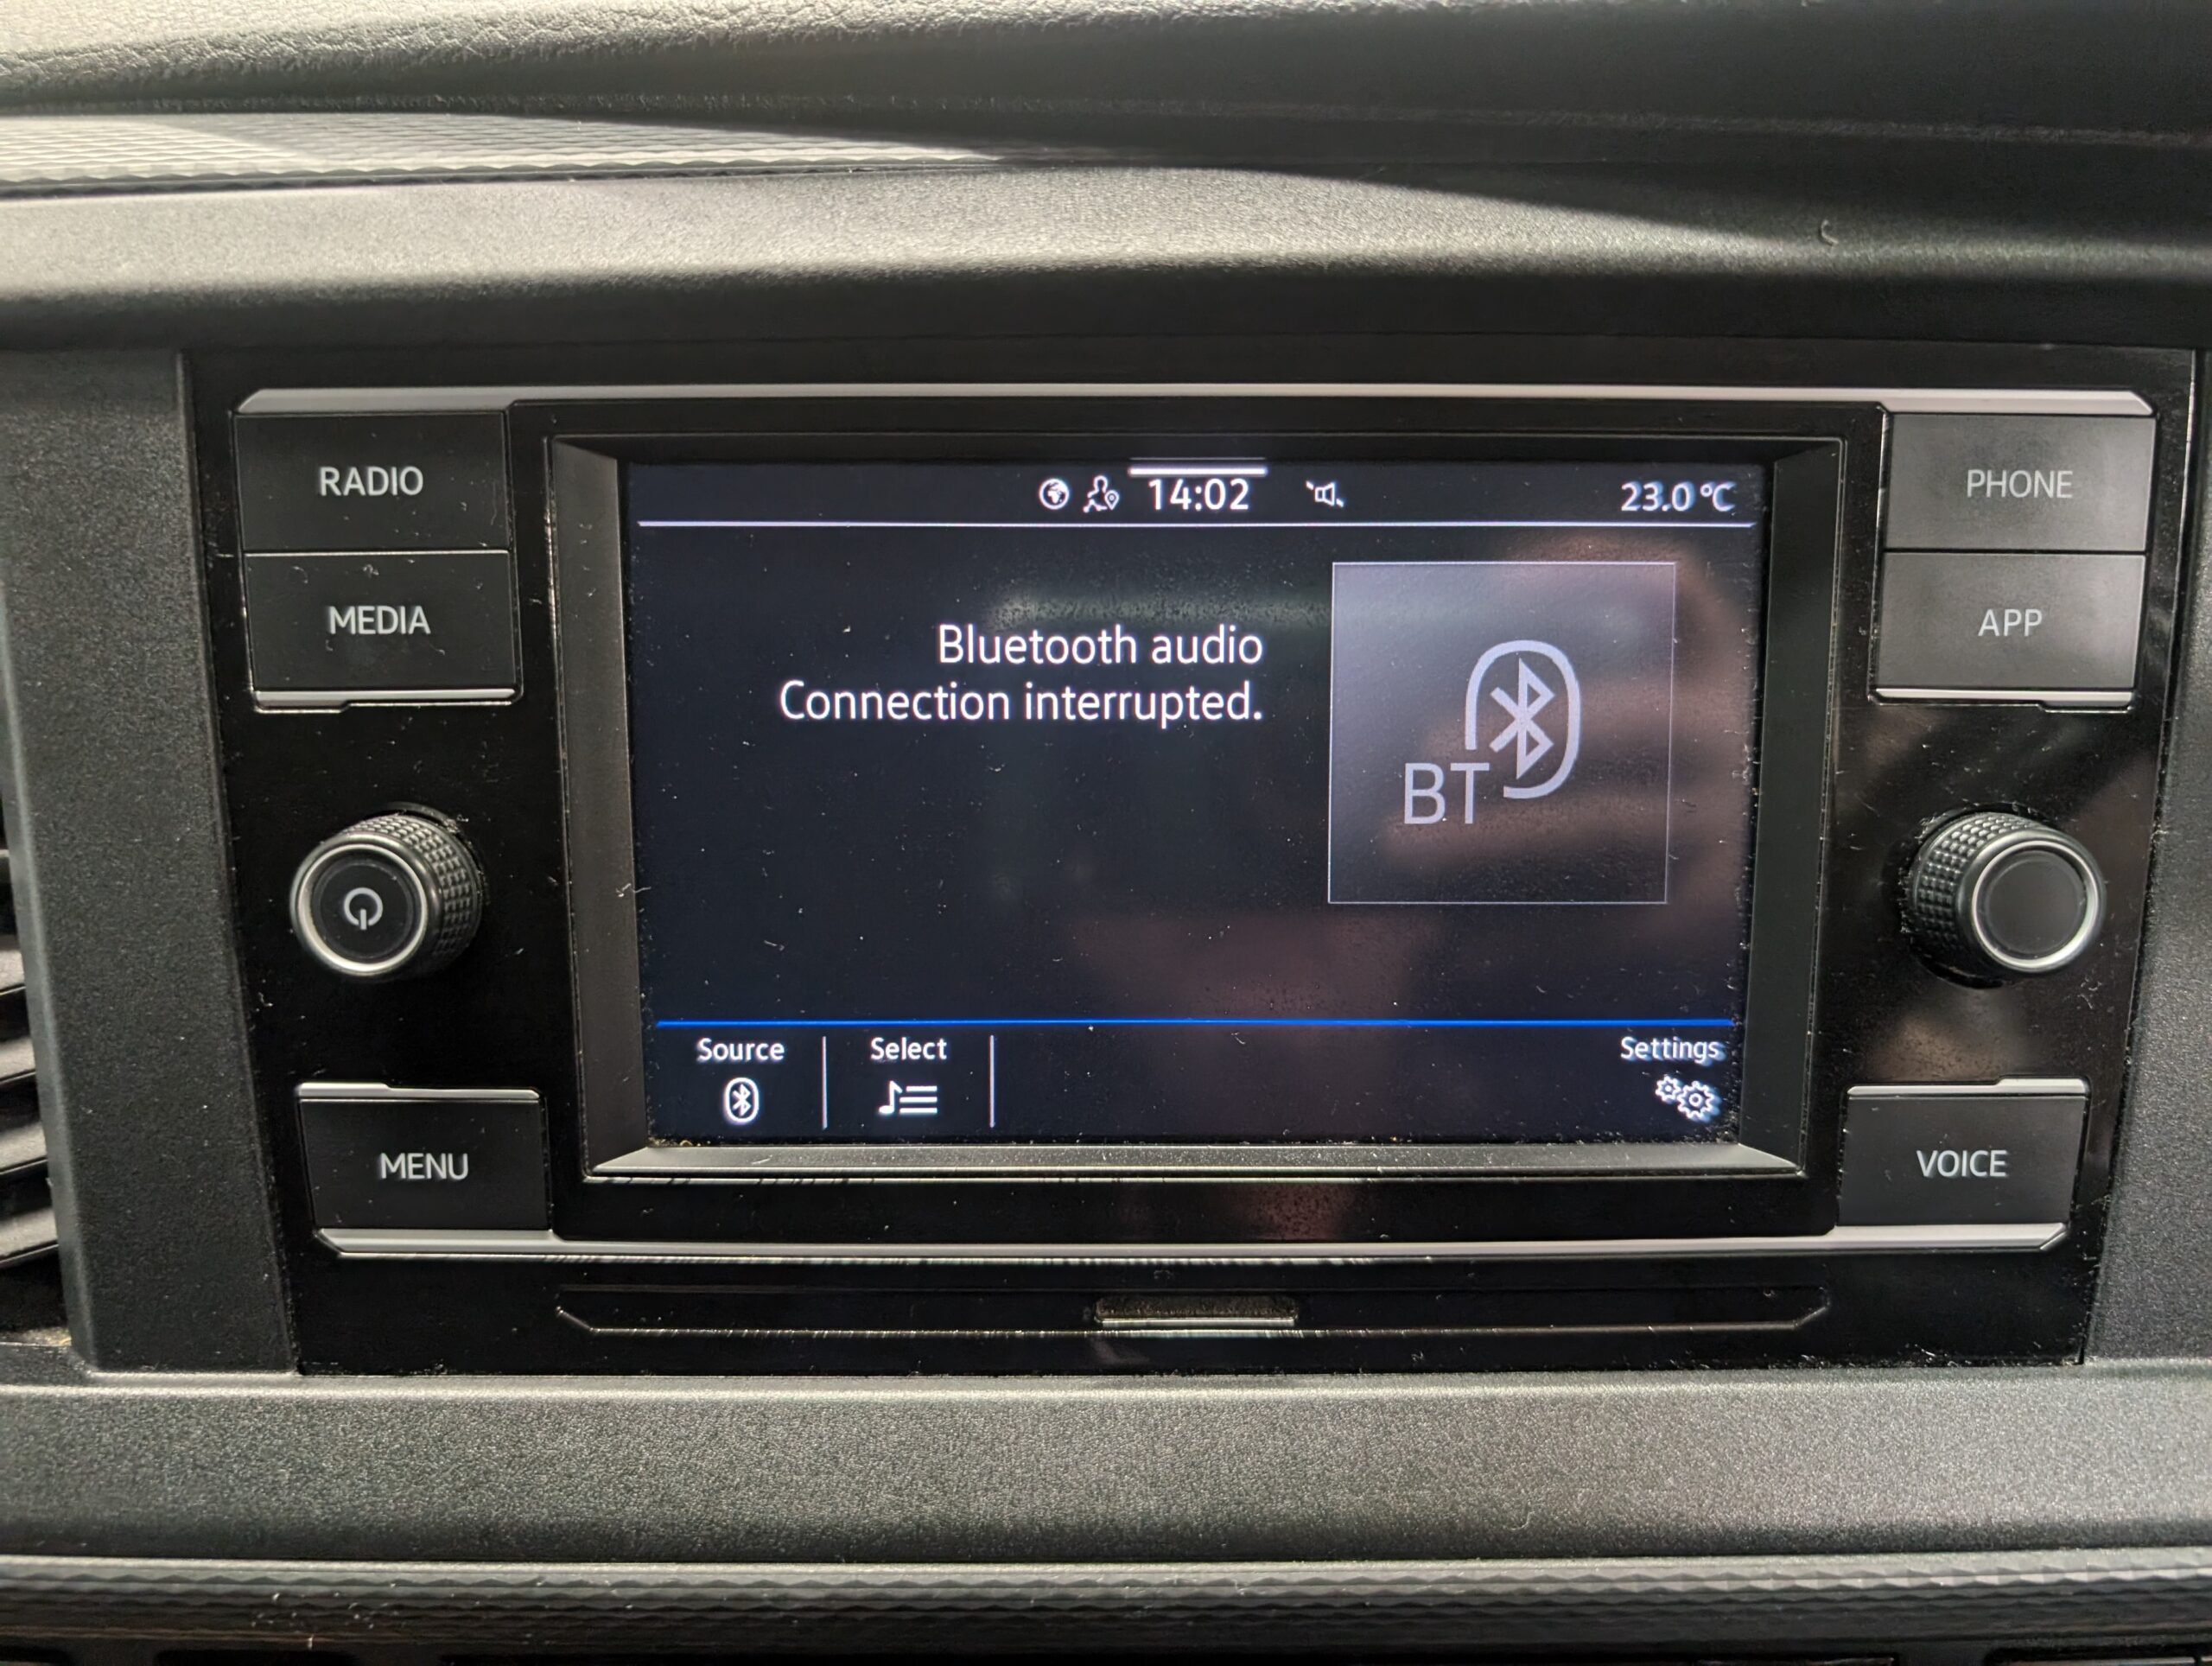 RADIO
MEDIA
MENU
14:02
23.0 °C
Bluetooth audio
Connection interrupted.
BT
Source
Select
Settings
PHONE
APP
VOICE